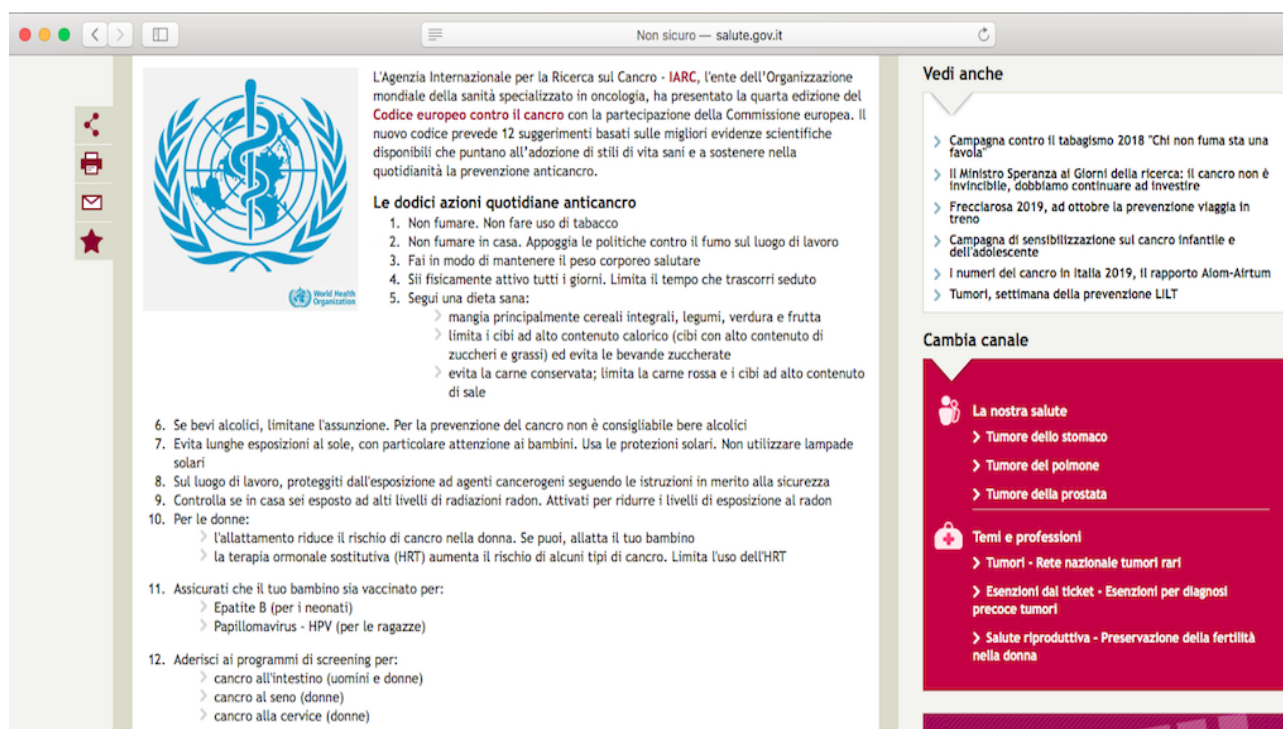 Non sicuro — salute.gov.it
L'Agenzia Internazionale per la Ricerca sul Cancro - IARC, l'ente dell'Organizzazione
mondiale della sanità specializzato in oncologia, ha presentato la quarta edizione del
Codice europeo contro il cancro con la partecipazione della Commissione europea. Il
nuovo codice prevede 12 suggerimenti basati sulle migliori evidenze scientifiche
disponibili che puntano all'adozione di stili di vita sani e a sostenere nella
quotidianità la prevenzione anticancro.
World Health
Organization
Le dodici azioni quotidiane anticancro
1. Non fumare. Non fare uso di tabacco
2. Non fumare in casa. Appoggia le politiche contro il fumo sul luogo di lavoro
3. Fai in modo di mantenere il peso corporeo salutare
4. Sii fisicamente attivo tutti i giorni. Limita il tempo che trascorri seduto
5. Segui una dieta sana:
mangia principalmente cereali integrali, legumi, verdura e frutta
limita i cibi ad alto contenuto calorico (cibi con alto contenuto di
zuccheri e grassi) ed evita le bevande zuccherate
evita la carne conservata; limita la carne rossa e i cibi ad alto contenuto
di sale
6. Se bevi alcolici, limitane l'assunzione. Per la prevenzione del cancro non è consigliabile bere alcolici
7. Evita lunghe esposizioni al sole, con particolare attenzione ai bambini. Usa le protezioni solari. Non utilizzare lampade
solari
8. Sul luogo di lavoro, proteggiti dall'esposizione ad agenti cancerogeni seguendo le istruzioni in merito alla sicurezza
9. Controlla se in casa sei esposto ad alti livelli di radiazioni radon. Attivati per ridurre i livelli di esposizione al radon
10. Per le donne:
l'allattamento riduce il rischio di cancro nella donna. Se puoi, allatta il tuo bambino
la terapia ormonale sostitutiva (HRT) aumenta il rischio di alcuni tipi di cancro. Limita l'uso dell'HRT
11. Assicurati che il tuo bambino sia vaccinato per:
Epatite B (per i neonati)
Papillomavirus - HPV (per le ragazze)
12. Aderisci ai programmi di screening per:
cancro all'intestino (uomini e donne)
cancro al seno (donne)
cancro alla cervice (donne)
Vedi anche
Campagna contro il tabagismo 2018 "Chi non fuma sta una
favola"
Il Ministro Speranza ai Giorni della ricerca: il cancro non è
invincibile, dobbiamo continuare ad investire
Frecciarosa 2019, ad ottobre la prevenzione viaggia in
treno
Campagna di sensibilizzazione sul cancro infantile e
dell'adolescente
I numeri del cancro in Italia 2019, il rapporto Aiom-Airtum
Tumori, settimana della prevenzione LILT
Cambia canale
La nostra salute
Tumore dello stomaco
Tumore del polmone
Tumore della prostata
Temi e professioni
Tumori - Rete nazionale tumori rari
Esenzioni dal ticket - Esenzioni per diagnosi
precoce tumori
Salute riproduttiva - Preservazione della fertilità
nella donna